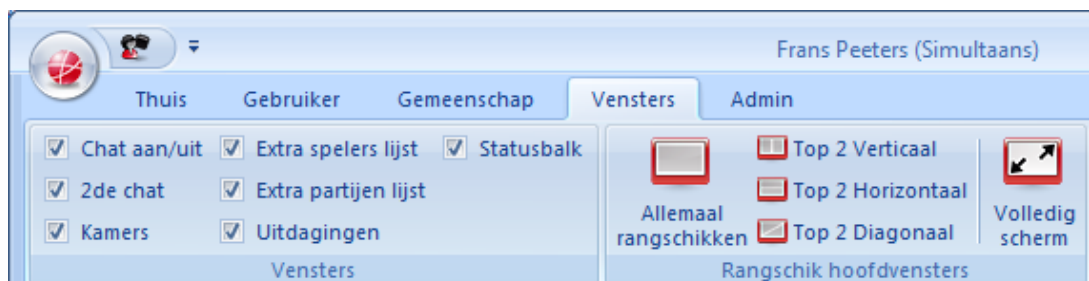 Frans Peeters (Simultaans)
Thuis Gebruiker Gemeenschap Vensters Admin
Chat aan/uit Extra spelers lijst Statusbalk
2de chat Extra partijen lijst
Kamers Uitdagingen
Vensters
Allemaal
rangschikken
Top 2 Verticaal
Top 2 Horizontaal
Top 2 Diagonaal
Volledig
scherm
Rangschik hoofdvensters